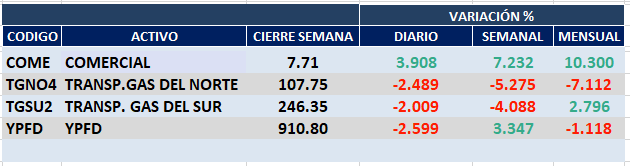 VARIACIÓN %
CODIGO ACTIVO CIERRE SEMANA DIARIO SEMANAL MENSUAL
COME COMERCIAL 7.71 3.908 7.232 10.300
TGNO4 TRANSP.GAS DEL NORTE 107.75 -2.489 -5.275 -7.112
TGSU2 TRANSP. GAS DEL SUR 246.35 -2.009 -4.088 2.796
YPFD YPFD 910.80 -2.599 3.347 -1.118